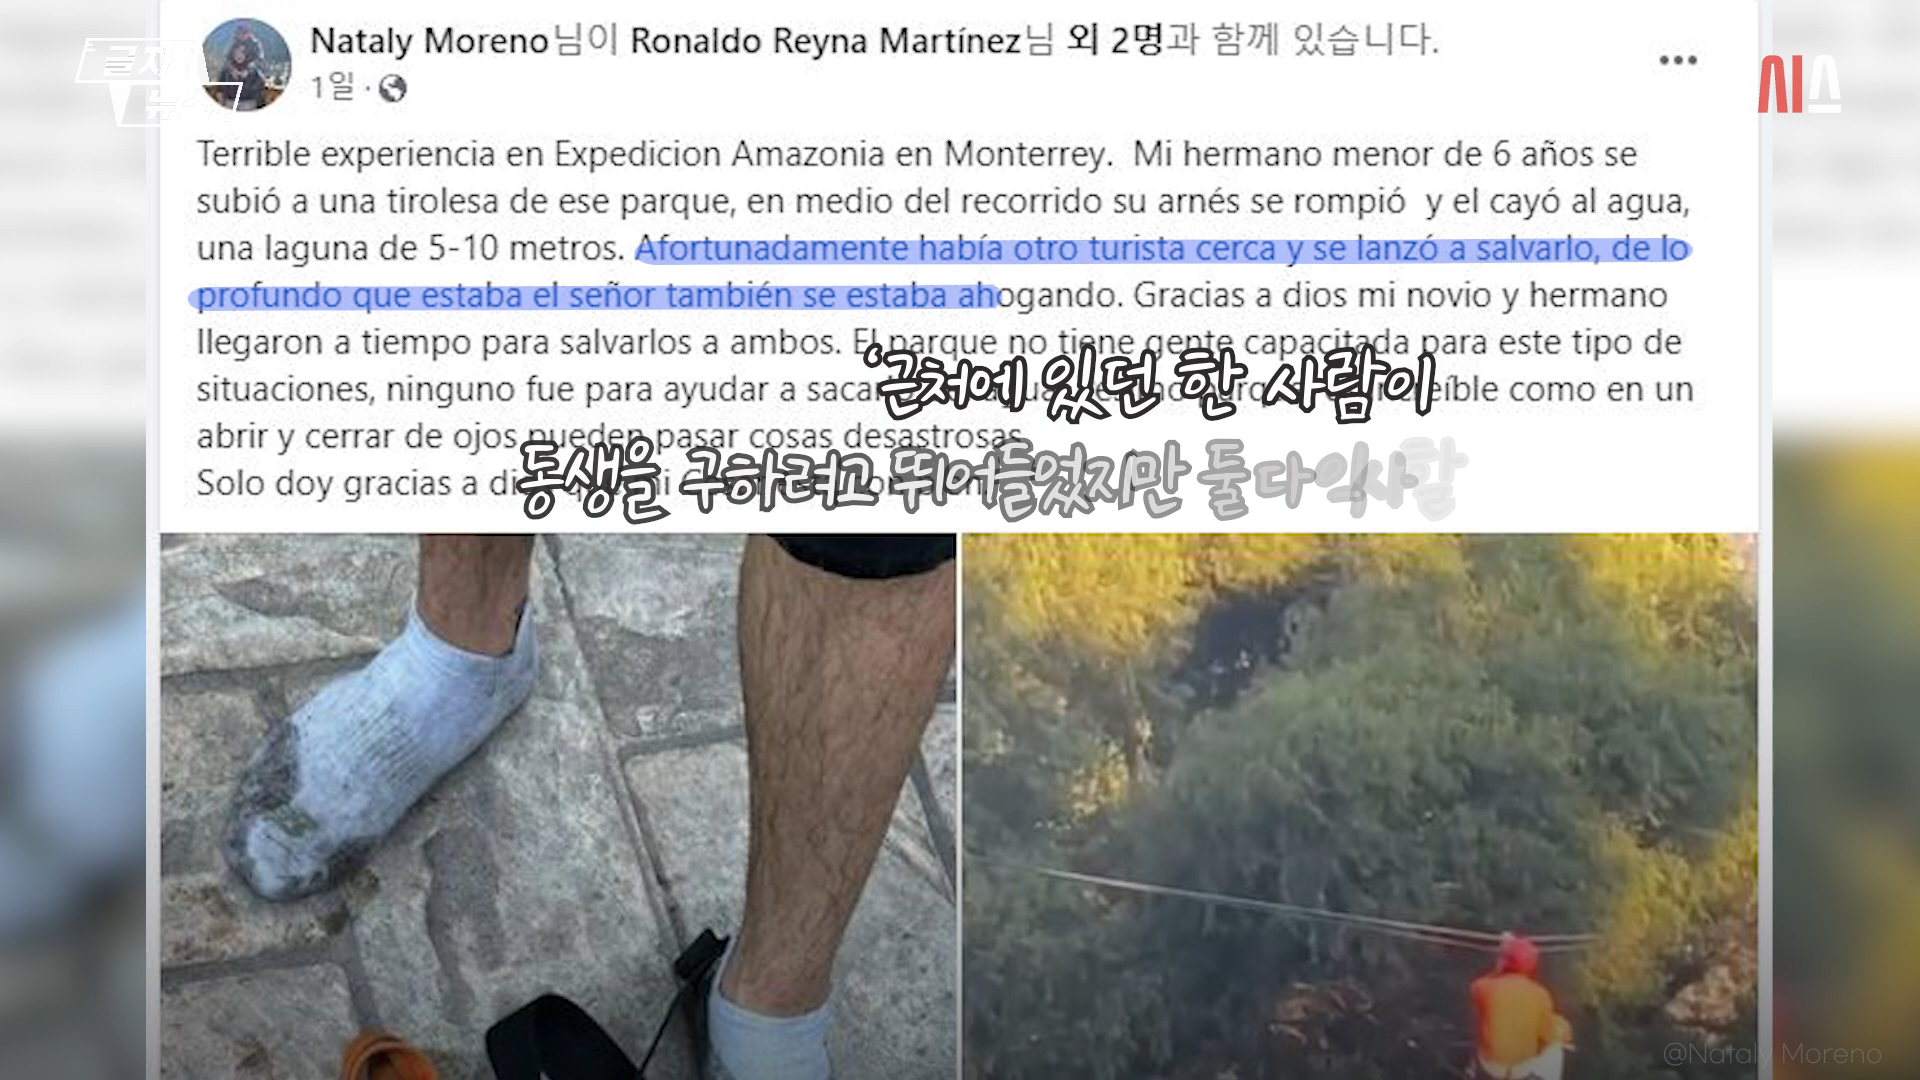 글자
뉴
시스
Nataly Moreno님이 Ronaldo Reyna Martínez님 외 2명과 함께 있습니다.
1일 ·
Terrible experiencia en Expedicion Amazonia en Monterrey. Mi hermano menor de 6 años se
subió a una tirolesa de ese parque, en medio del recorrido su arnés se rompió y el cayó al agua,
una laguna de 5-10 metros. Afortunadamente había otro turista cerca y se lanzó a salvarlo, de lo
profundo que estaba el señor también se estaba ahogando. Gracias a dios mi novio y hermano
llegaron a tiempo para salvarlos a ambos. El parque no tiene gente capacitada para este tipo de
situaciones, ninguno fue para ayudar a como en un
abrir y cerrar de ojos pueden pasar cosas desastrosas
Solo doy gracias a
‘근처에 있던 한 사람이
동생을 구하려고 뛰어들었지만 둘 다 익사할
@Nataly Moreno